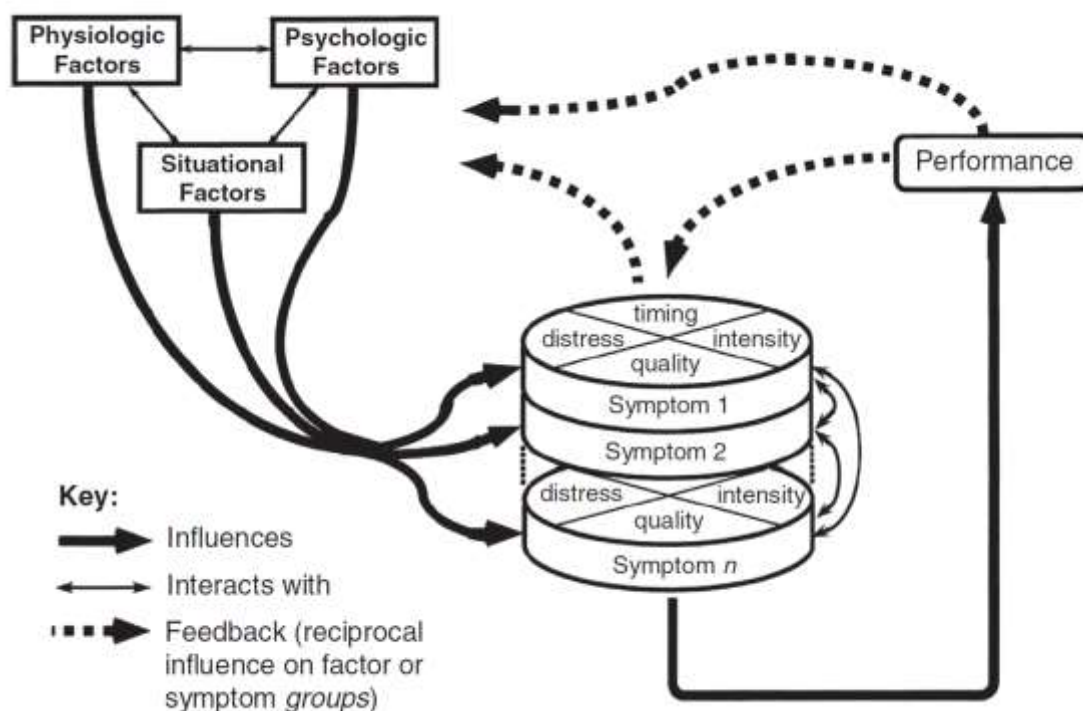 Physiologic
Factors
Psychologic
Factors
Situational
Factors
Performance
timing
distress
intensity
quality
Symptom 1
Symptom 2
distress
intensity
quality
Symptom n
Key:
Influences
Interacts with
Feedback (reciprocal
influence on factor or
symptom groups)